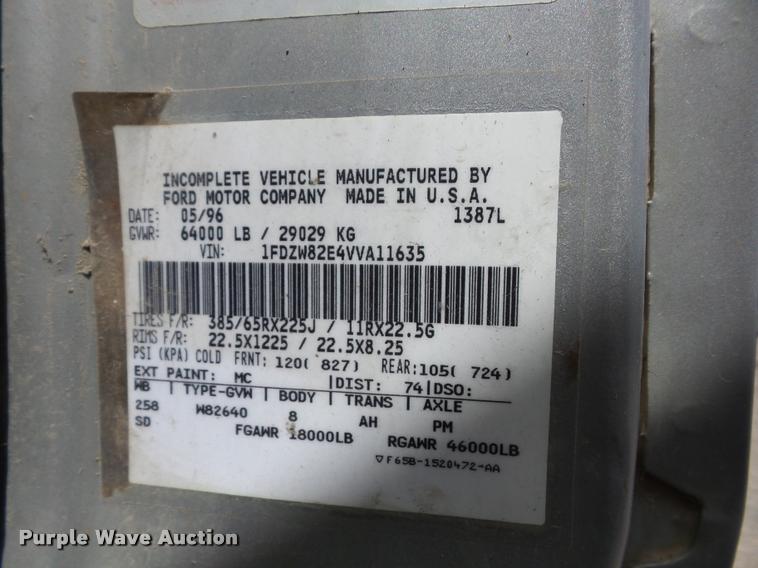 INCOMPLETE VEHICLE MANUFACTURED BY
FORD MOTOR COMPANY MADE IN U.S.A.
DATE: 05/96 1387L
GVWR: 64000 LB / 29029 KG
VIN: 1FDZW82E4VVA11635
TIRES F/R: 385/65RX225J / 11RX22.5G
RIMS F/R: 22.5X1225 / 22.5X8.25
PSI (KPA) COLD FRNT: 120( 827) REAR: 105( 724)
EXT PAINT: MC |DIST: 74|DSO:
WB | TYPE-GVW | BODY | TRANS | AXLE
258 W82640 8 AH PM
SD FGAWR 18000LB RGAWR 46000LB
▽F65B-1520472-AA
Purple Wave Auction
PurpleWave.com